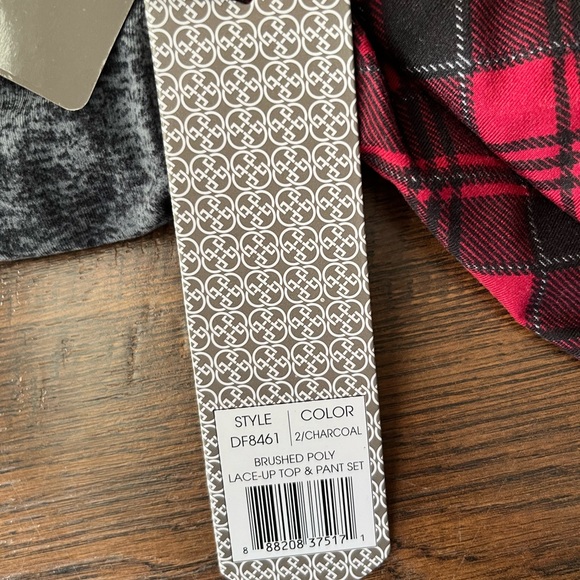 STYLE COLOR
DF8461 2/CHARCOAL
BRUSHED POLY
LACE-UP TOP & PANT SET
8 88208 37517 1